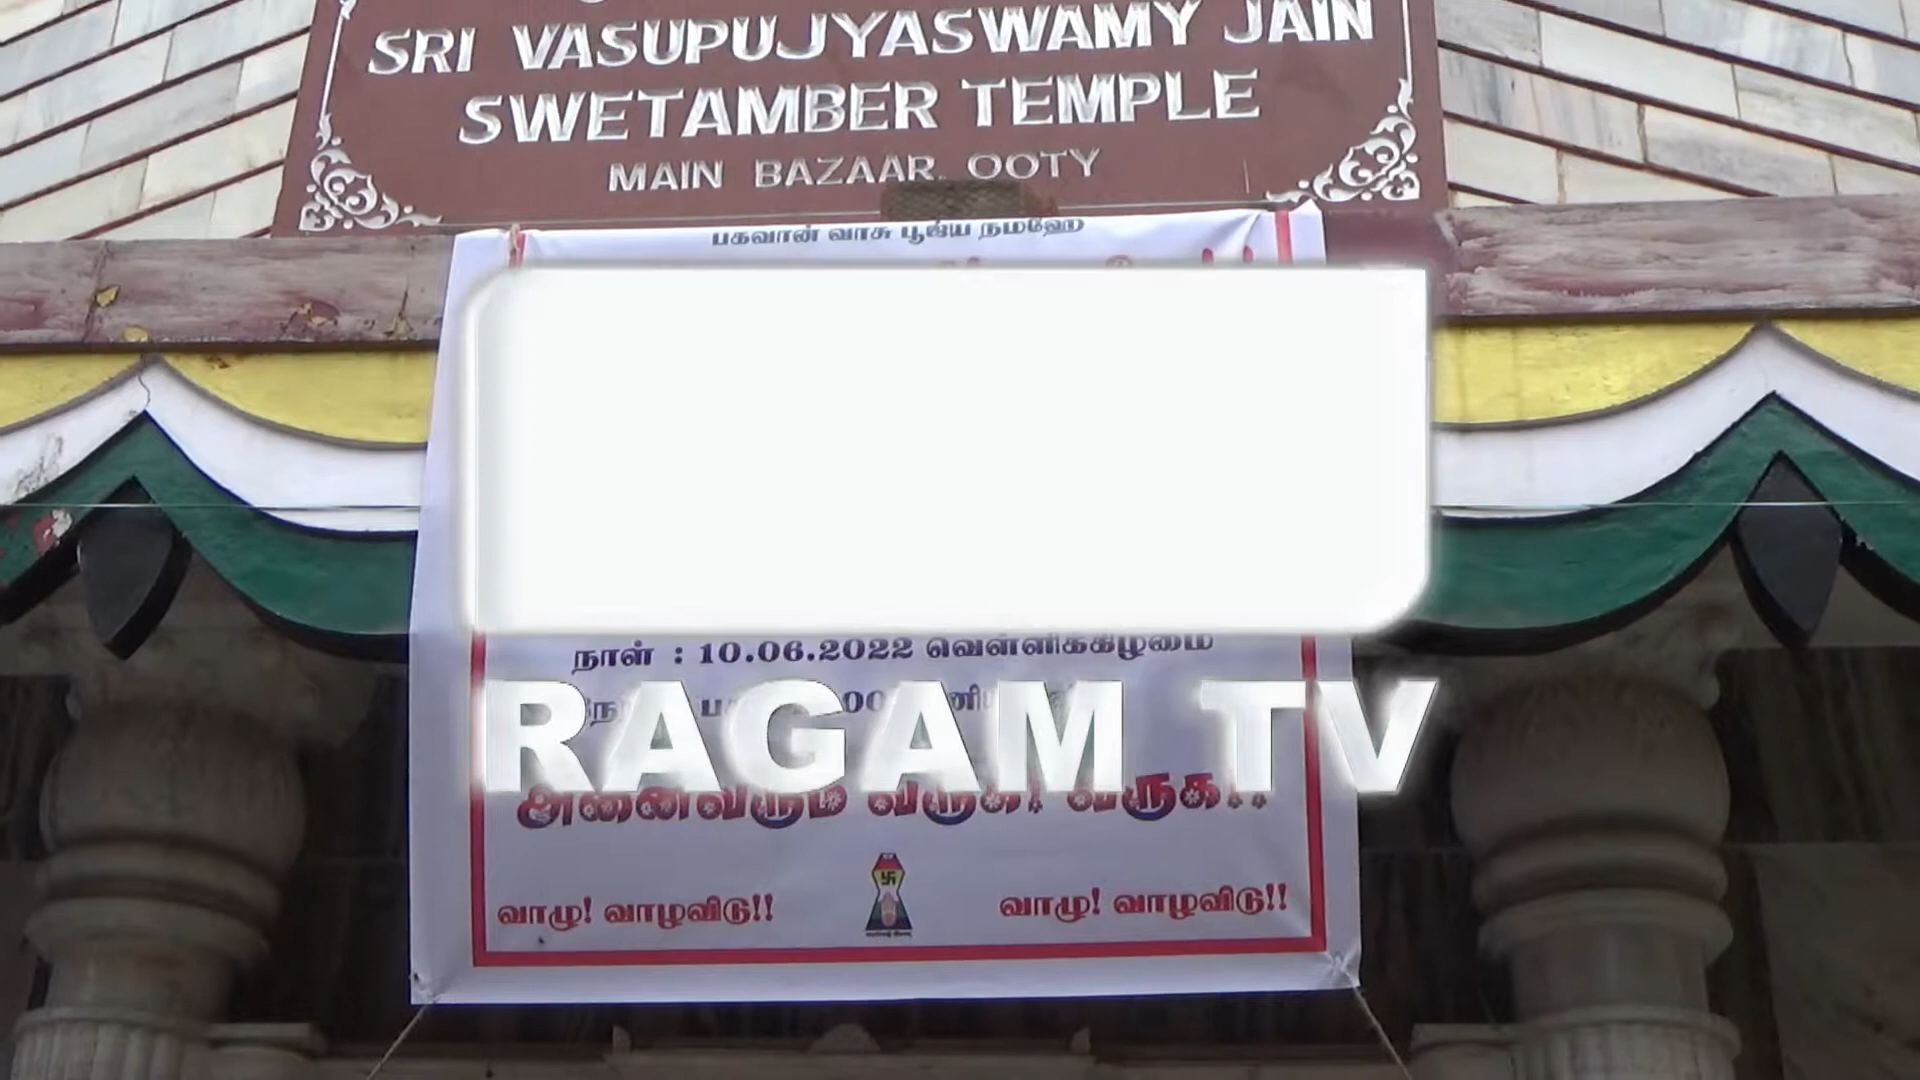 SRI VASUPUJYASWAMY JAIN
SWETAMBER TEMPLE
MAIN BAZAAR. OOTY
பகவான் வாசு பூஜ்ய நமஹே
நாள் : 10.06.2022 வெள்ளிக்கிழமை
RAGAM TV
அனைவரும் வருக! வருக!!
வாழு! வாழவிடு!! வாழு! வாழவிடு!!